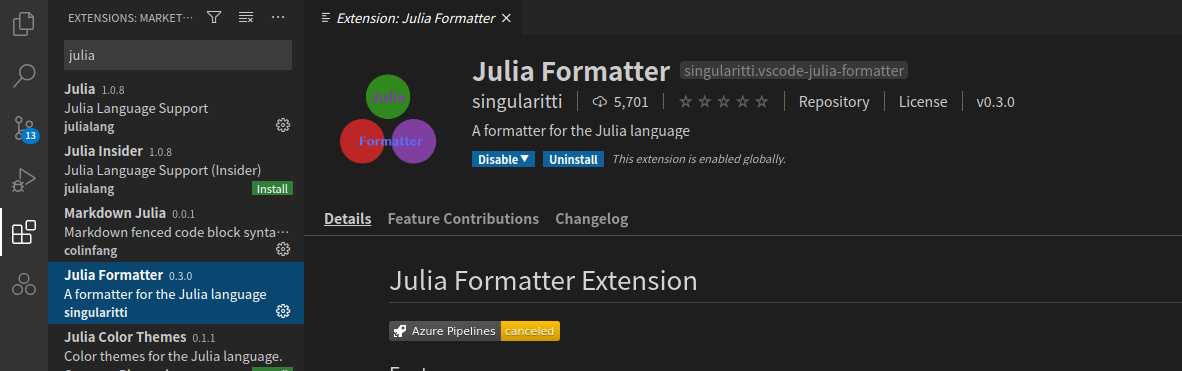 EXTENSIONS: MARKET...
julia
Julia 1.0.8
Julia Language Support
julialang
13
Julia Insider 1.0.8
Julia Language Support (Insider)
julialang Install
Markdown Julia 0.0.1
Markdown fenced code block synta...
colinfang
Julia Formatter 0.3.0
A formatter for the Julia language
singularitti
Julia Color Themes 0.1.1
Color themes for the Julia language.
Extension: Julia Formatter
Julia
Formatter
Julia Formatter singularitti.vscode-julia-formatter
singularitti 5,701 Repository License v0.3.0
A formatter for the Julia language
Disable Uninstall This extension is enabled globally.
Details Feature Contributions Changelog
Julia Formatter Extension
Azure Pipelines canceled